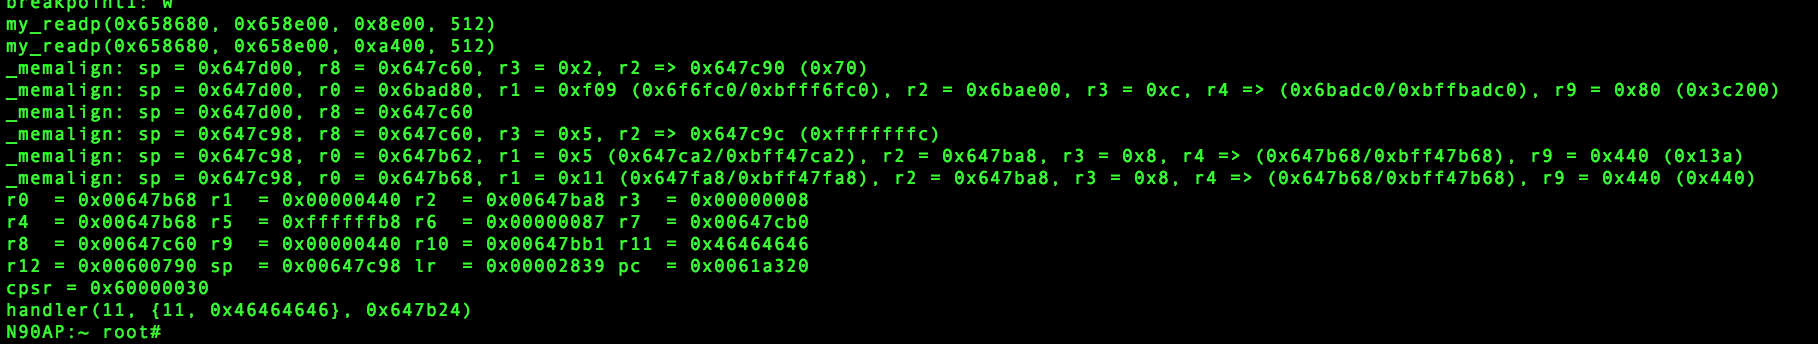 breakpoint1: W
my_readp(0x658680, 0x658e00, 0x8e00, 512)
my_readp(0x658680, 0x658e00, 0xa400, 512)
_memalign: sp = 0x647d00, r8 = 0x647c60, r3 = 0x2, r2 => 0x647c90 (0x70)
_memalign: sp = 0x647d00, r0 = 0x6bad80, r1 = 0xf09 (0x6f6fc0/0xbfff6fc0), r2 = 0x6bae00, r3 = 0xc, r4 => (0x6badc0/0xbffbadc0), r9 = 0x80 (0x3c200)
_memalign: sp = 0x647d00, r8 = 0x647c60
_memalign: sp = 0x647c98, r8 = 0x647c60, r3 = 0x5, r2 => 0x647c9c (0xfffffffc)
_memalign: sp = 0x647c98, r0 = 0x647b62, r1 = 0x5 (0x647ca2/0xbff47ca2), r2 = 0x647ba8, r3 = 0x8, r4 => (0x647b68/0xbff47b68), r9 = 0x440 (0x13a)
_memalign: sp = 0x647c98, r0 = 0x647b68, r1 = 0x11 (0x647fa8/0xbff47fa8), r2 = 0x647ba8, r3 = 0x8, r4 => (0x647b68/0xbff47b68), r9 = 0x440 (0x440)
r0  = 0x00647b68 r1  = 0x00000440 r2  = 0x00647ba8 r3  = 0x00000008
r4  = 0x00647b68 r5  = 0xffffffb8 r6  = 0x00000087 r7  = 0x00647cb0
r8  = 0x00647c60 r9  = 0x00000440 r10 = 0x00647bb1 r11 = 0x46464646
r12 = 0x00600790 sp  = 0x00647c98 lr  = 0x00002839 pc  = 0x0061a320
cpsr = 0x60000030
handler(11, {11, 0x46464646}, 0x647b24)
N90AP:~ root#